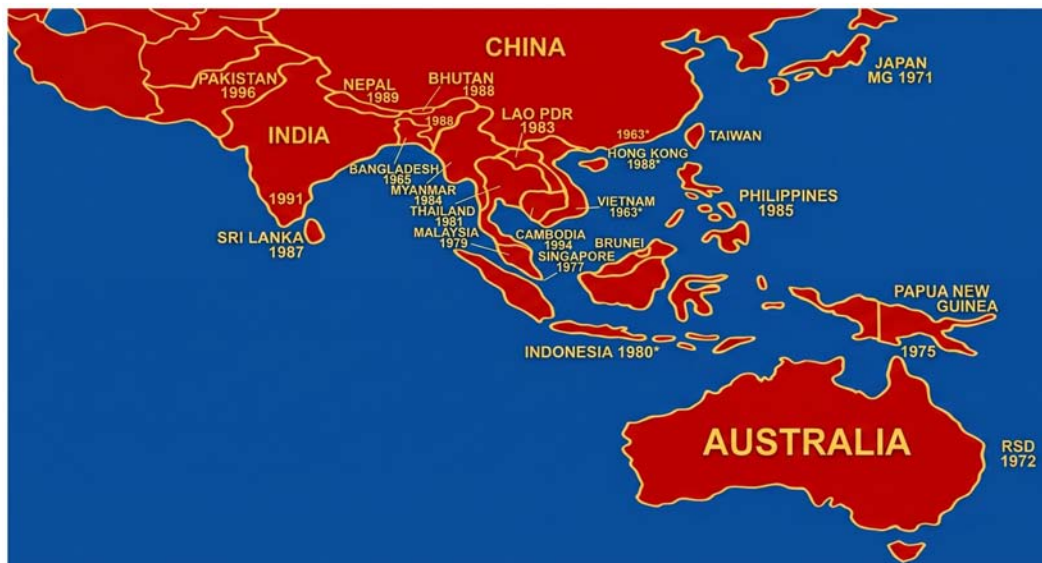 CHINA
JAPAN
MG 1971
PAKISTAN
1996
NEPAL
1989
BHUTAN
1988
1988
LAO PDR
1983
INDIA
1963*
TAIWAN
HONG KONG
1988*
BANGLADESH
1965
MYANMAR
1984
THAILAND
1981
MALAYSIA
1979
VIETNAM
1963*
PHILIPPINES
1985
1991
SRI LANKA
1987
CAMBODIA
1994
BRUNEI
SINGAPORE
1977
PAPUA NEW
GUINEA
1975
INDONESIA 1980*
AUSTRALIA
RSD
1972